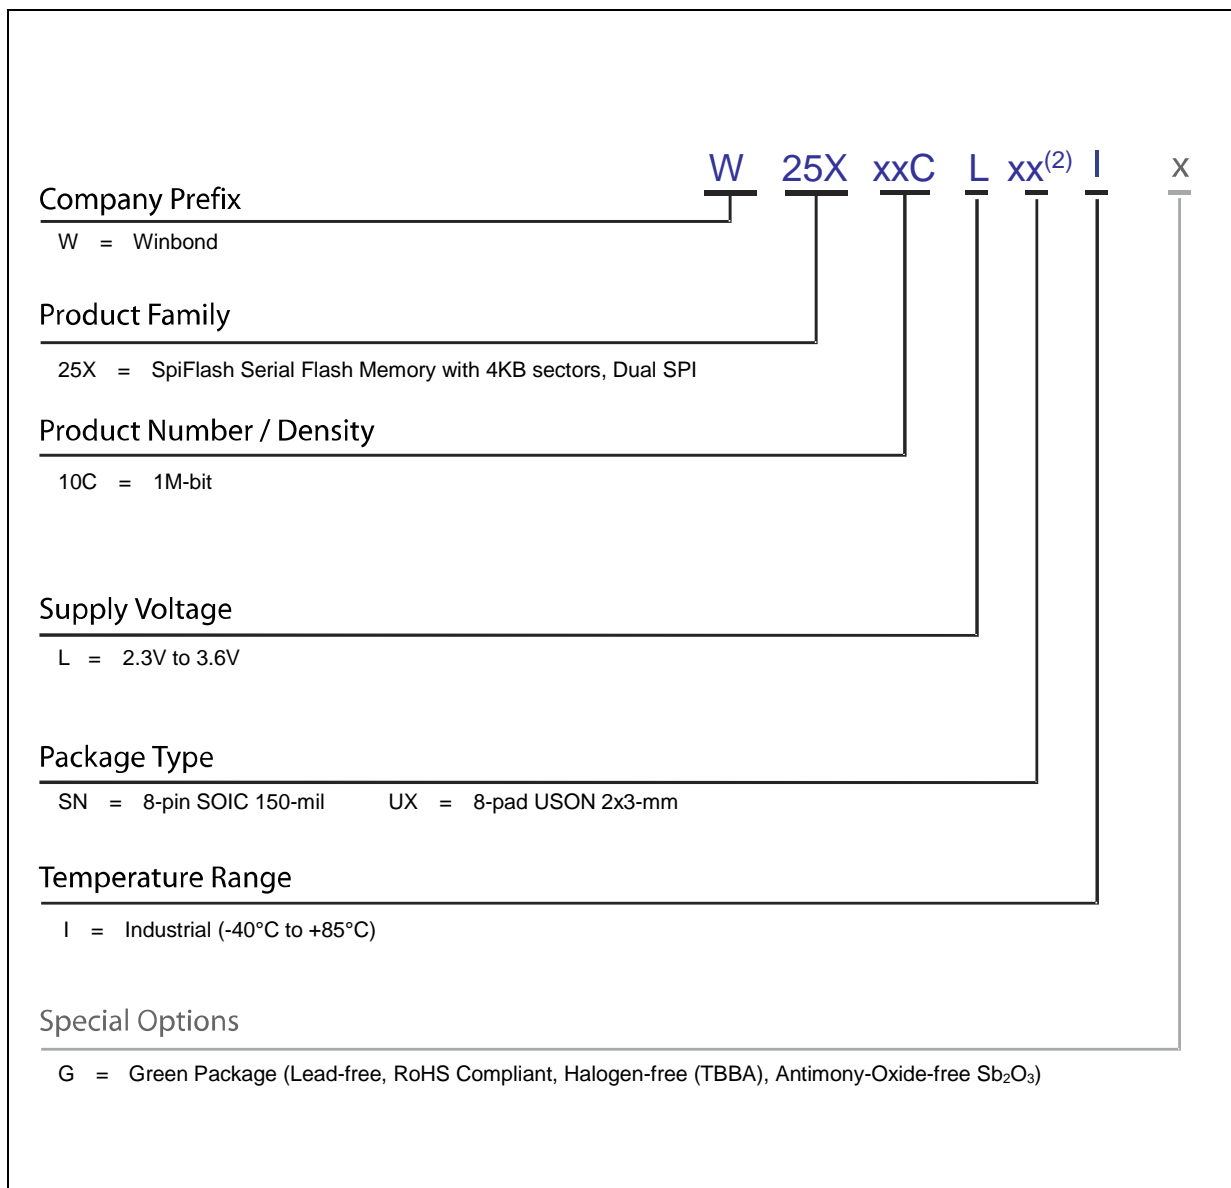 W 25X xxC L xx(2) I x
Company Prefix
W = Winbond
Product Family
25X = SpiFlash Serial Flash Memory with 4KB sectors, Dual SPI
Product Number / Density
10C = 1M-bit
Supply Voltage
L = 2.3V to 3.6V
Package Type
SN = 8-pin SOIC 150-mil UX = 8-pad USON 2x3-mm
Temperature Range
I = Industrial (-40°C to +85°C)
Special Options
G = Green Package (Lead-free, RoHS Compliant, Halogen-free (TBBA), Antimony-Oxide-free Sb₂O₃)